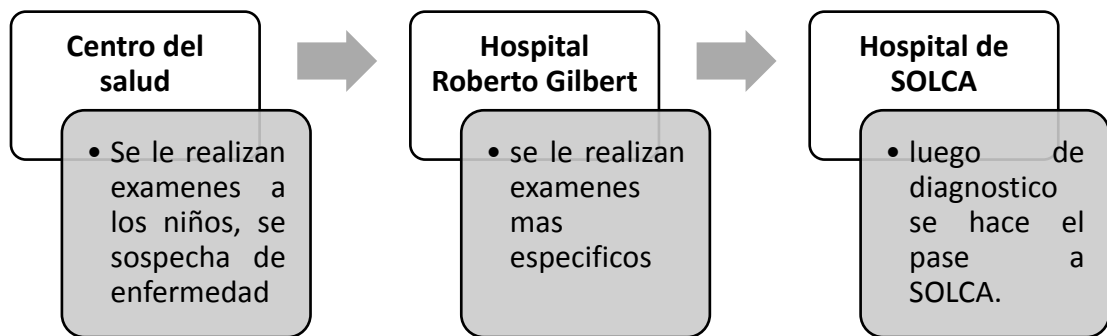 Centro del
salud
• Se le realizan
examenes a
los niños, se
sospecha de
enfermedad
Hospital
Roberto Gilbert
• se le realizan
examenes
mas
especificos
Hospital de
SOLCA
• luego de
diagnostico
se hace el
pase a
SOLCA.